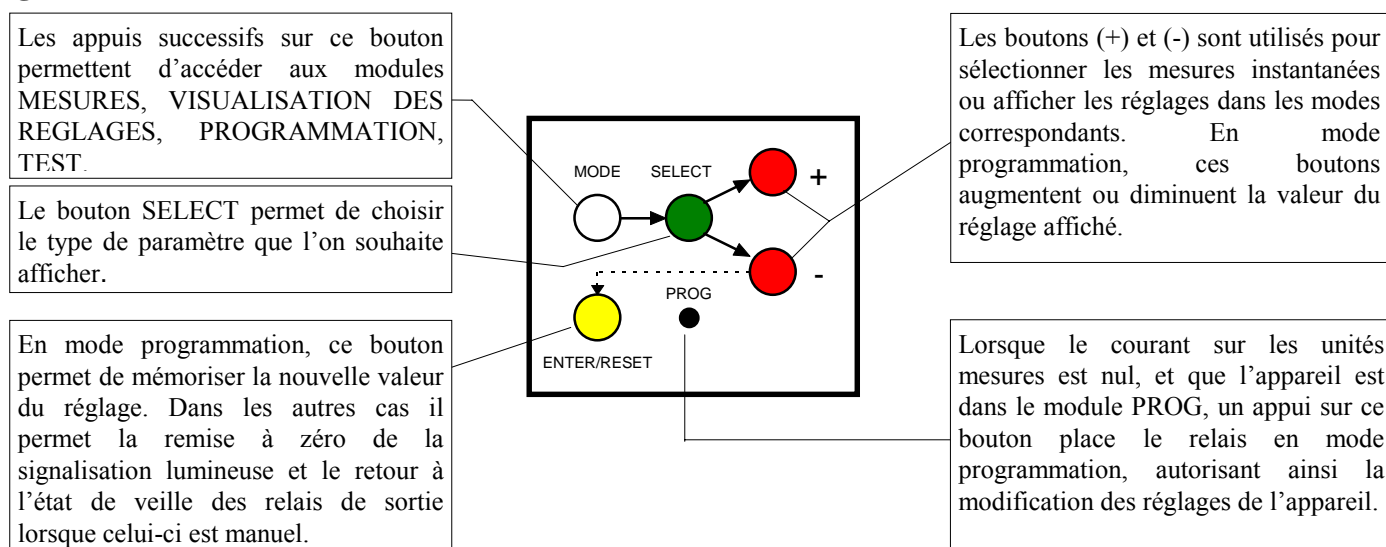 Les appuis successifs sur ce bouton
permettent d'accéder aux modules
MESURES, VISUALISATION DES
REGLAGES, PROGRAMMATION,
TEST.
Le bouton SELECT permet de choisir
le type de paramètre que l'on souhaite
afficher.
En mode programmation, ce bouton
permet de mémoriser la nouvelle valeur
du réglage. Dans les autres cas il
permet la remise à zéro de la
signalisation lumineuse et le retour à
l'état de veille des relais de sortie
lorsque celui-ci est manuel.
MODE SELECT
+
-
PROG
ENTER/RESET
Les boutons (+) et (-) sont utilisés pour
sélectionner les mesures instantanées
ou afficher les réglages dans les modes
correspondants. En mode
programmation, ces boutons
augmentent ou diminuent la valeur du
réglage affiché.
Lorsque le courant sur les unités
mesures est nul, et que l'appareil est
dans le module PROG, un appui sur ce
bouton place le relais en mode
programmation, autorisant ainsi la
modification des réglages de l'appareil.